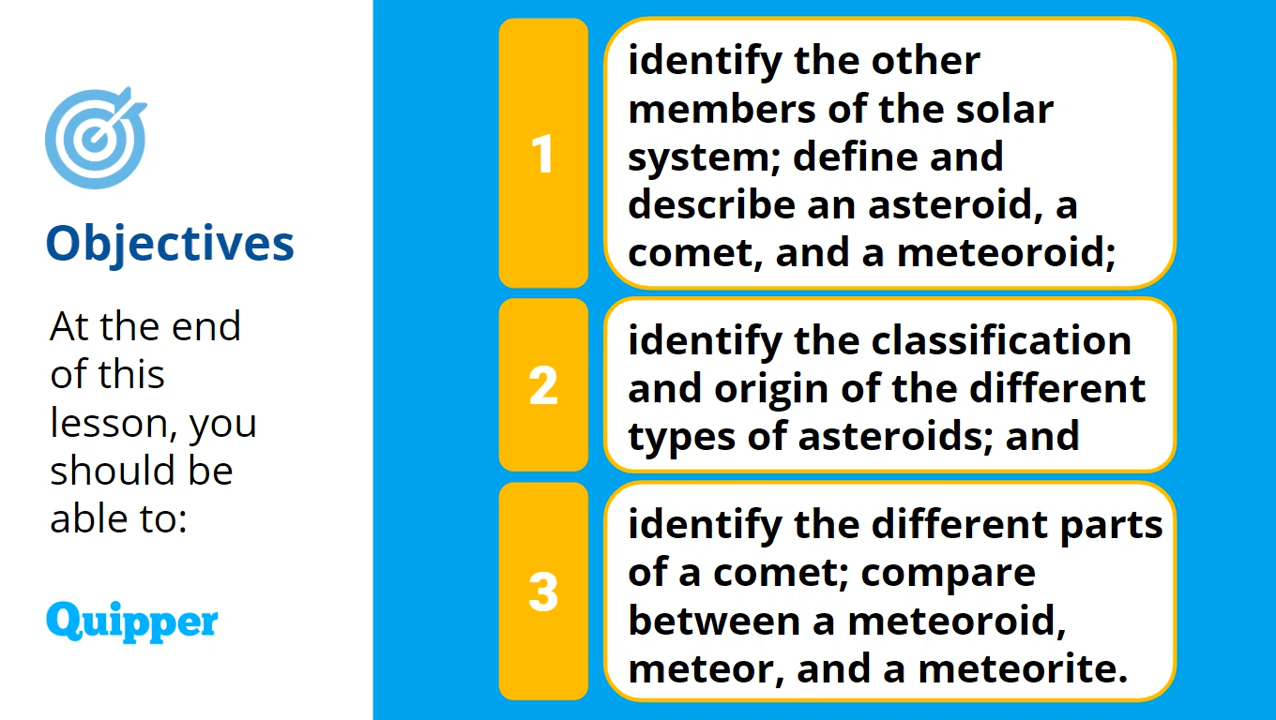 Objectives
At the end
of this
lesson, you
should be
able to:
Quipper
1
identify the other
members of the solar
system; define and
describe an asteroid, a
comet, and a meteoroid;
2
identify the classification
and origin of the different
types of asteroids; and
3
identify the different parts
of a comet; compare
between a meteoroid,
meteor, and a meteorite.